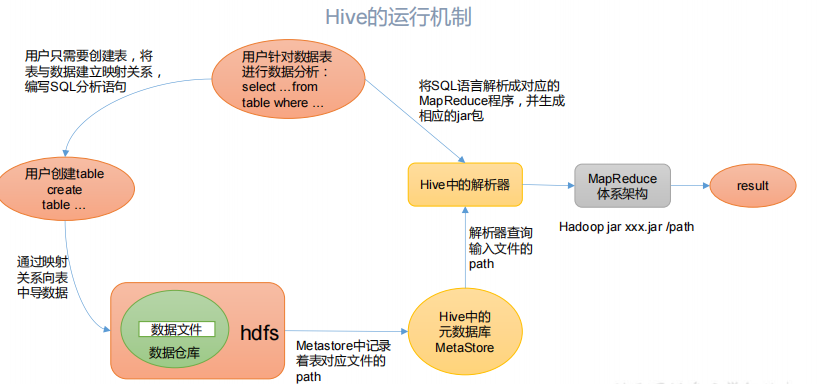 Hive的运行机制
用户只需要创建表，将
表与数据建立映射关系，
编写SQL分析语句
用户针对数据表
进行数据分析：
select ...from
table where ...
将SQL语言解析成对应的
MapReduce程序，并生成
相应的jar包
用户创建table
create
table ...
Hive中的解析器
MapReduce
体系架构
result
Hadoop jar xxx.jar /path
解析器查询
输入文件的
path
通过映射
关系向表
中导数据
数据文件
数据仓库
hdfs
Metastore中记录
着表对应文件的
path
Hive中的
元数据库
MetaStore